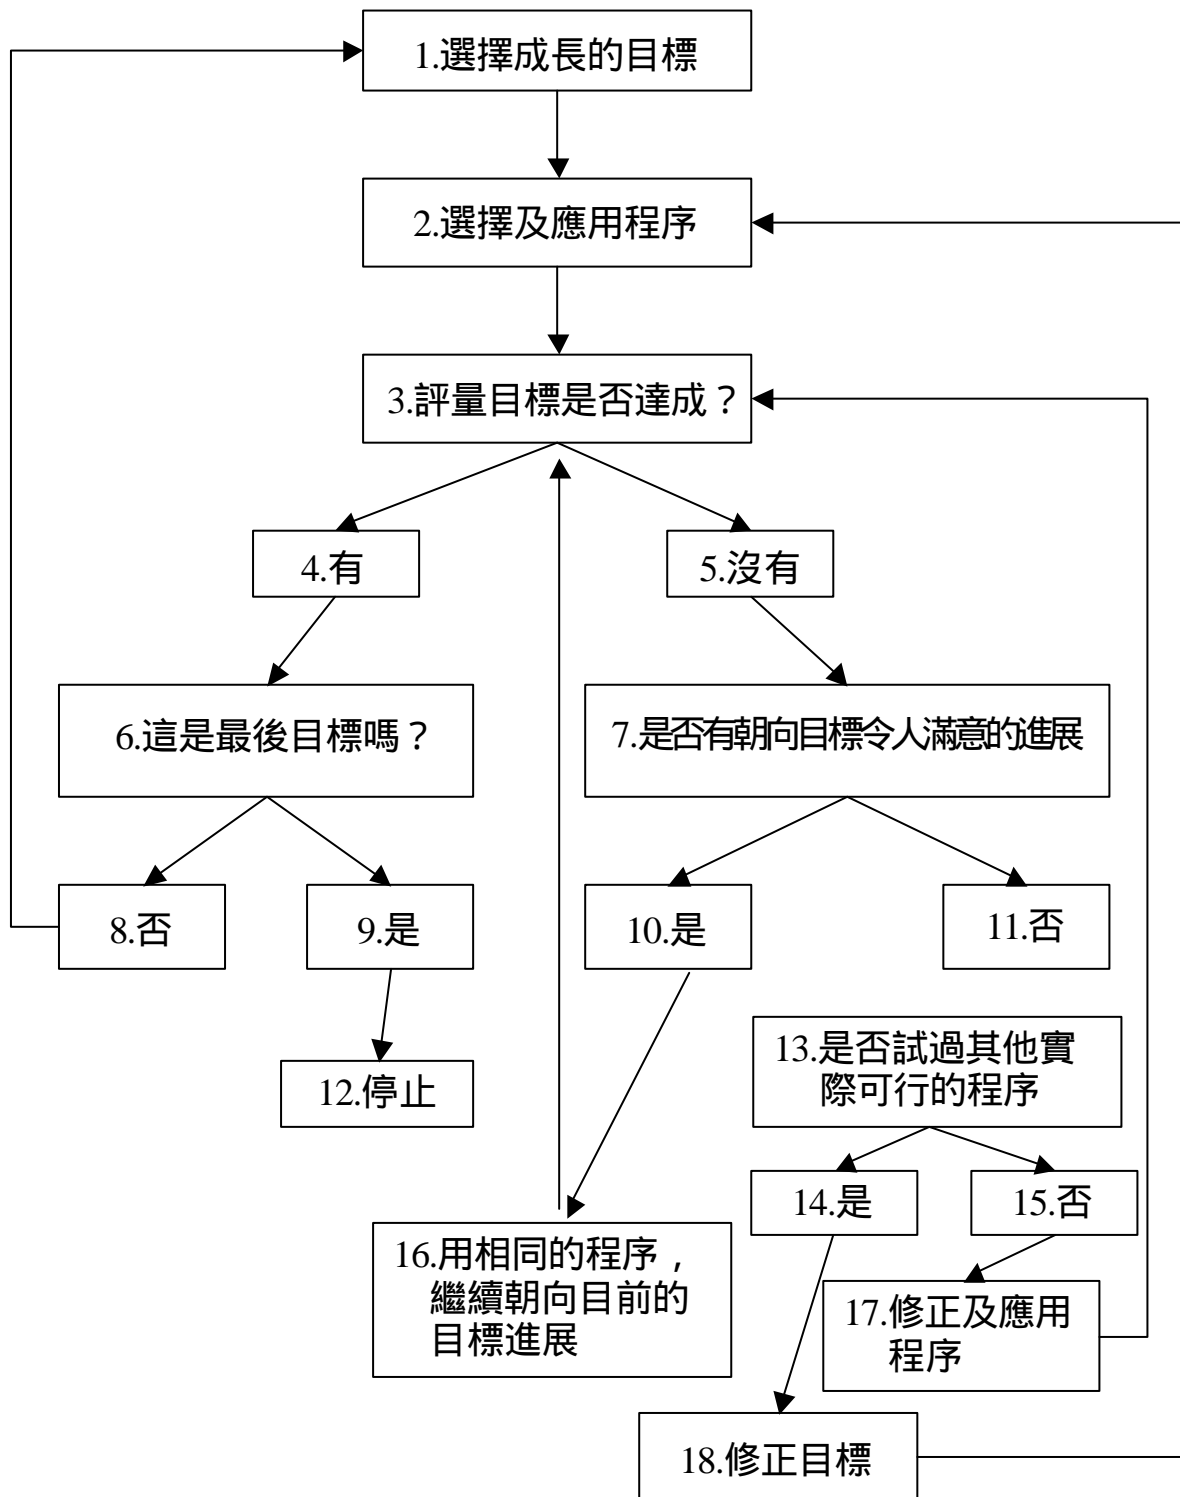 1.選擇成長的目標
2.選擇及應用程序
3.評量目標是否達成？
4.有
5.沒有
6.這是最後目標嗎？
7.是否有朝向目標令人滿意的進展
8.否
9.是
10.是
11.否
12.停止
13.是否試過其他實
際可行的程序
14.是
15.否
16.用相同的程序，
繼續朝向目前的
目標進展
17.修正及應用
程序
18.修正目標